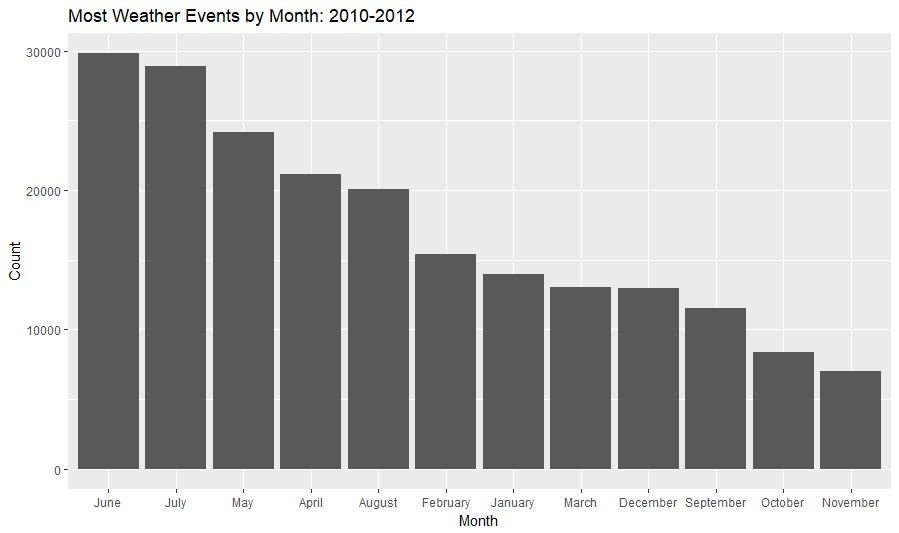 Most Weather Events by Month: 2010-2012
30000
20000
10000
0
Count
June July May April August February January March December September October November
Month